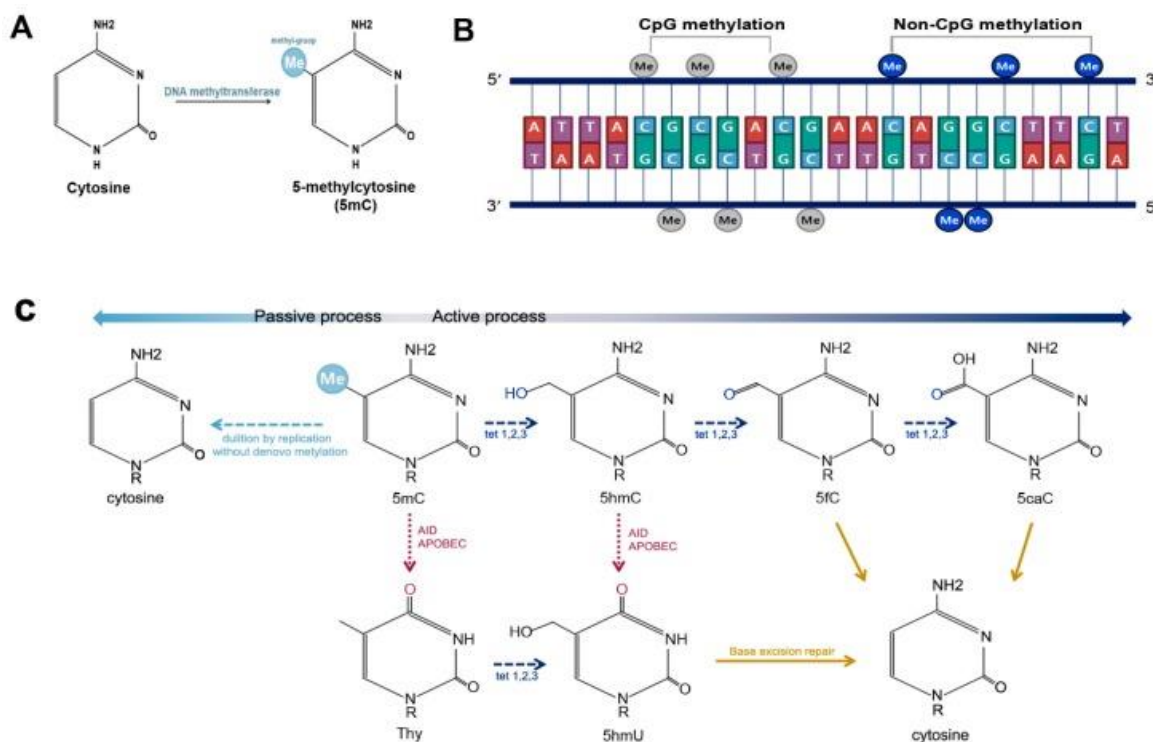 A
NH2
N
N
H
O
Cytosine
DNA methyltransferase
methyl-group
Me
NH2
N
N
H
O
5-methylcytosine
(5mC)
B
CpG methylation
Non-CpG methylation
Me Me Me Me Me Me
5′ 3′
A T T A C G C G A C G A A C A G G C T T C T
T A A T G C G C T G C T T G T C C G A A G A
3′ 5′
Me Me Me Me Me
C
Passive process Active process
NH2
N
O
N
R
cytosine
duiltion by replication
without denovo metylation
Me
NH2
N
O
N
R
5mC
tet 1,2,3
HO
NH2
N
O
N
R
5hmC
tet 1,2,3
O
NH2
N
O
N
R
5fC
tet 1,2,3
OH
O
NH2
N
O
N
R
5caC
AID
APOBEC
AID
APOBEC
O
NH
O
N
R
Thy
tet 1,2,3
HO
O
NH
O
N
R
5hmU
Base excision repair
NH2
N
O
N
R
cytosine